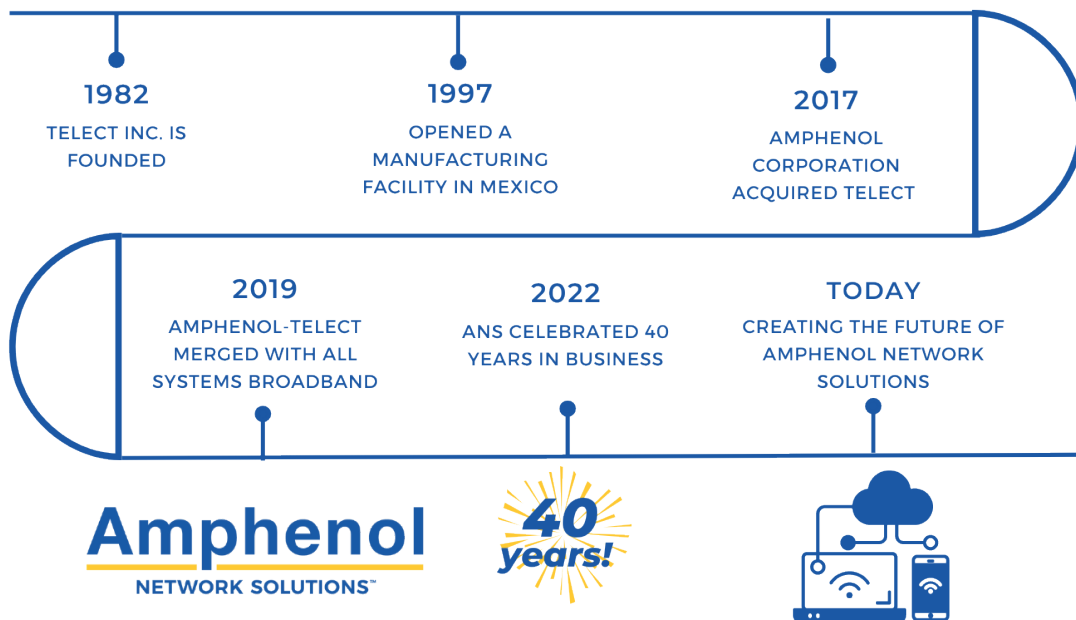 1982
TELECT INC. IS
FOUNDED
1997
OPENED A
MANUFACTURING
FACILITY IN MEXICO
2017
AMPHENOL
CORPORATION
ACQUIRED TELECT
2019
AMPHENOL-TELECT
MERGED WITH ALL
SYSTEMS BROADBAND
2022
ANS CELEBRATED 40
YEARS IN BUSINESS
TODAY
CREATING THE FUTURE OF
AMPHENOL NETWORK
SOLUTIONS
Amphenol
NETWORK SOLUTIONS™
40
years!